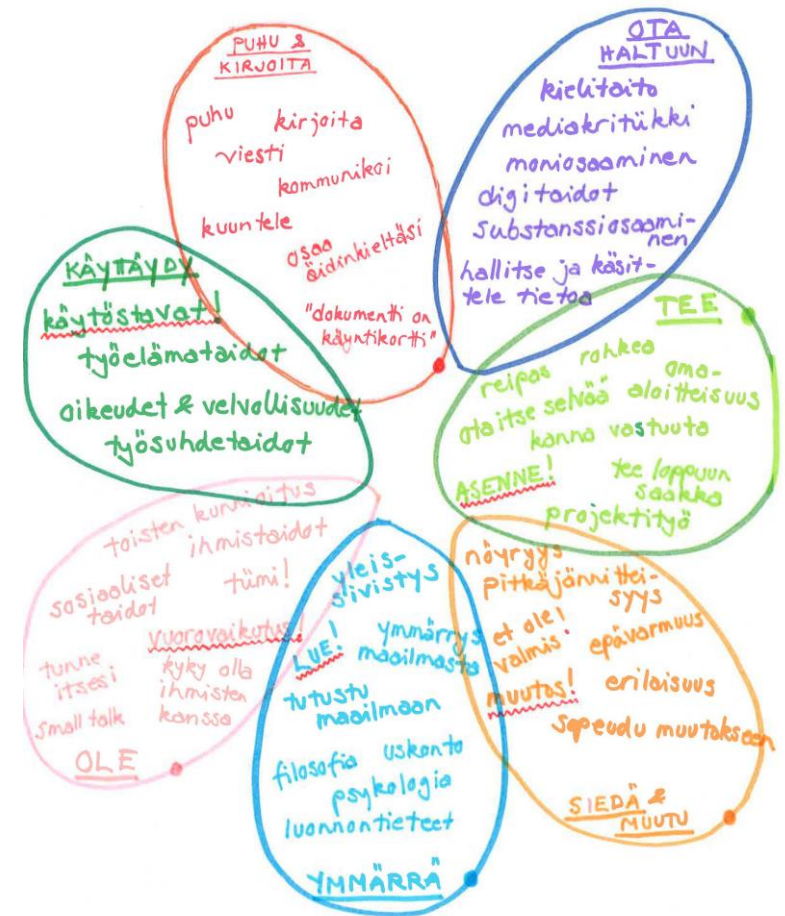 PUHU &
KIRJOITA
puhu kirjoita
viesti
kommunikoi
kuuntele
osaa
äidinkieltäsi
"dokumentti on
käyntikortti"
OTA
HALTUUN
kielitaito
mediakritiikki
moniosaaminen
digitaidot
substanssiosaami-
nen
hallitse ja käsit-
tele tietoa
KÄYTTÄYDY
käytöstavat!
työelämätaidot
oikeudet & velvollisuudet
työsuhdetaidot
TEE
reipas rohkea oma-
aloitteisuus
ota itse selvää
kanna vastuuta
ASENNE!
tee loppuun
saakka
projektityö
toisten kunnioitus
ihmistaidot
sosiaaliset
taidot
tiimi!
vuorovaikutus!
tunne
itsesi
kyky olla
ihmisten
kanssa
small talk
OLE
yleis-
sivistys
LUE!
ymmärrys
maailmasta
tutustu
maailmaan
filosofia uskonto
psykologia
luonnontieteet
YMMÄRRÄ
nöyryys
pitkäjännittei-
syys
et ole!
valmis!
epävarmuus
muutos!
erilaisuus
sopeudu muutokseen
SIEDÄ &
MUUTU